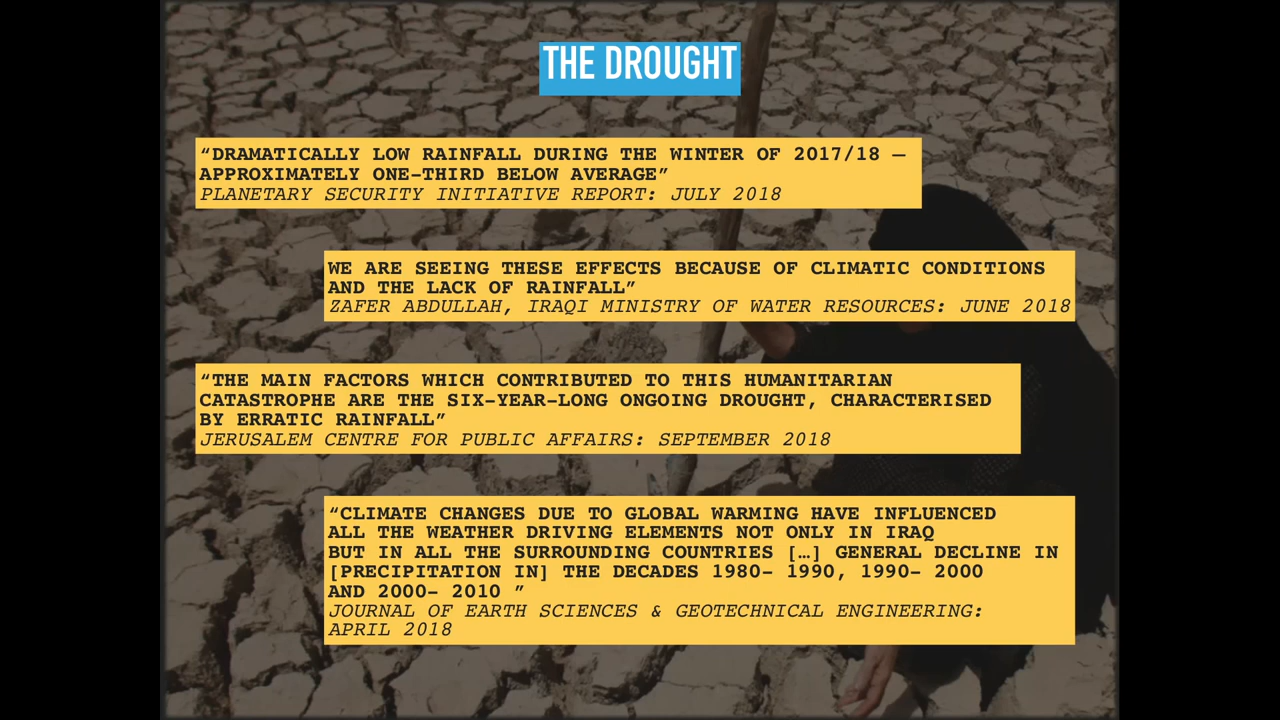 THE DROUGHT
“DRAMATICALLY LOW RAINFALL DURING THE WINTER OF 2017/18 —
APPROXIMATELY ONE-THIRD BELOW AVERAGE”
PLANETARY SECURITY INITIATIVE REPORT: JULY 2018
WE ARE SEEING THESE EFFECTS BECAUSE OF CLIMATIC CONDITIONS
AND THE LACK OF RAINFALL”
ZAFER ABDULLAH, IRAQI MINISTRY OF WATER RESOURCES: JUNE 2018
“THE MAIN FACTORS WHICH CONTRIBUTED TO THIS HUMANITARIAN
CATASTROPHE ARE THE SIX-YEAR-LONG ONGOING DROUGHT, CHARACTERISED
BY ERRATIC RAINFALL”
JERUSALEM CENTRE FOR PUBLIC AFFAIRS: SEPTEMBER 2018
“CLIMATE CHANGES DUE TO GLOBAL WARMING HAVE INFLUENCED
ALL THE WEATHER DRIVING ELEMENTS NOT ONLY IN IRAQ
BUT IN ALL THE SURROUNDING COUNTRIES […] GENERAL DECLINE IN
[PRECIPITATION IN] THE DECADES 1980- 1990, 1990- 2000
AND 2000- 2010 ”
JOURNAL OF EARTH SCIENCES & GEOTECHNICAL ENGINEERING:
APRIL 2018